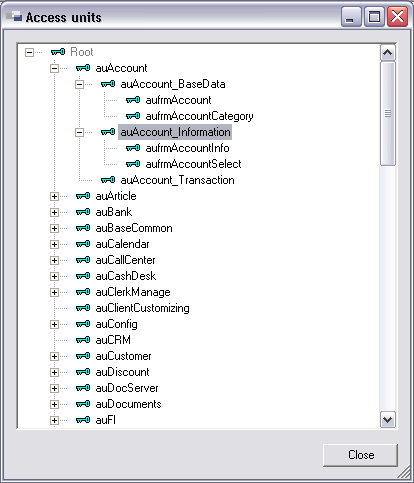 Access units
Root
auAccount
auAccount_BaseData
aufrmAccount
aufrmAccountCategory
auAccount_Information
aufrmAccountInfo
aufrmAccountSelect
auAccount_Transaction
auArticle
auBank
auBaseCommon
auCalendar
auCallCenter
auCashDesk
auClerkManage
auClientCustomizing
auConfig
auCRM
auCustomer
auDiscount
auDocServer
auDocuments
auFI
Close